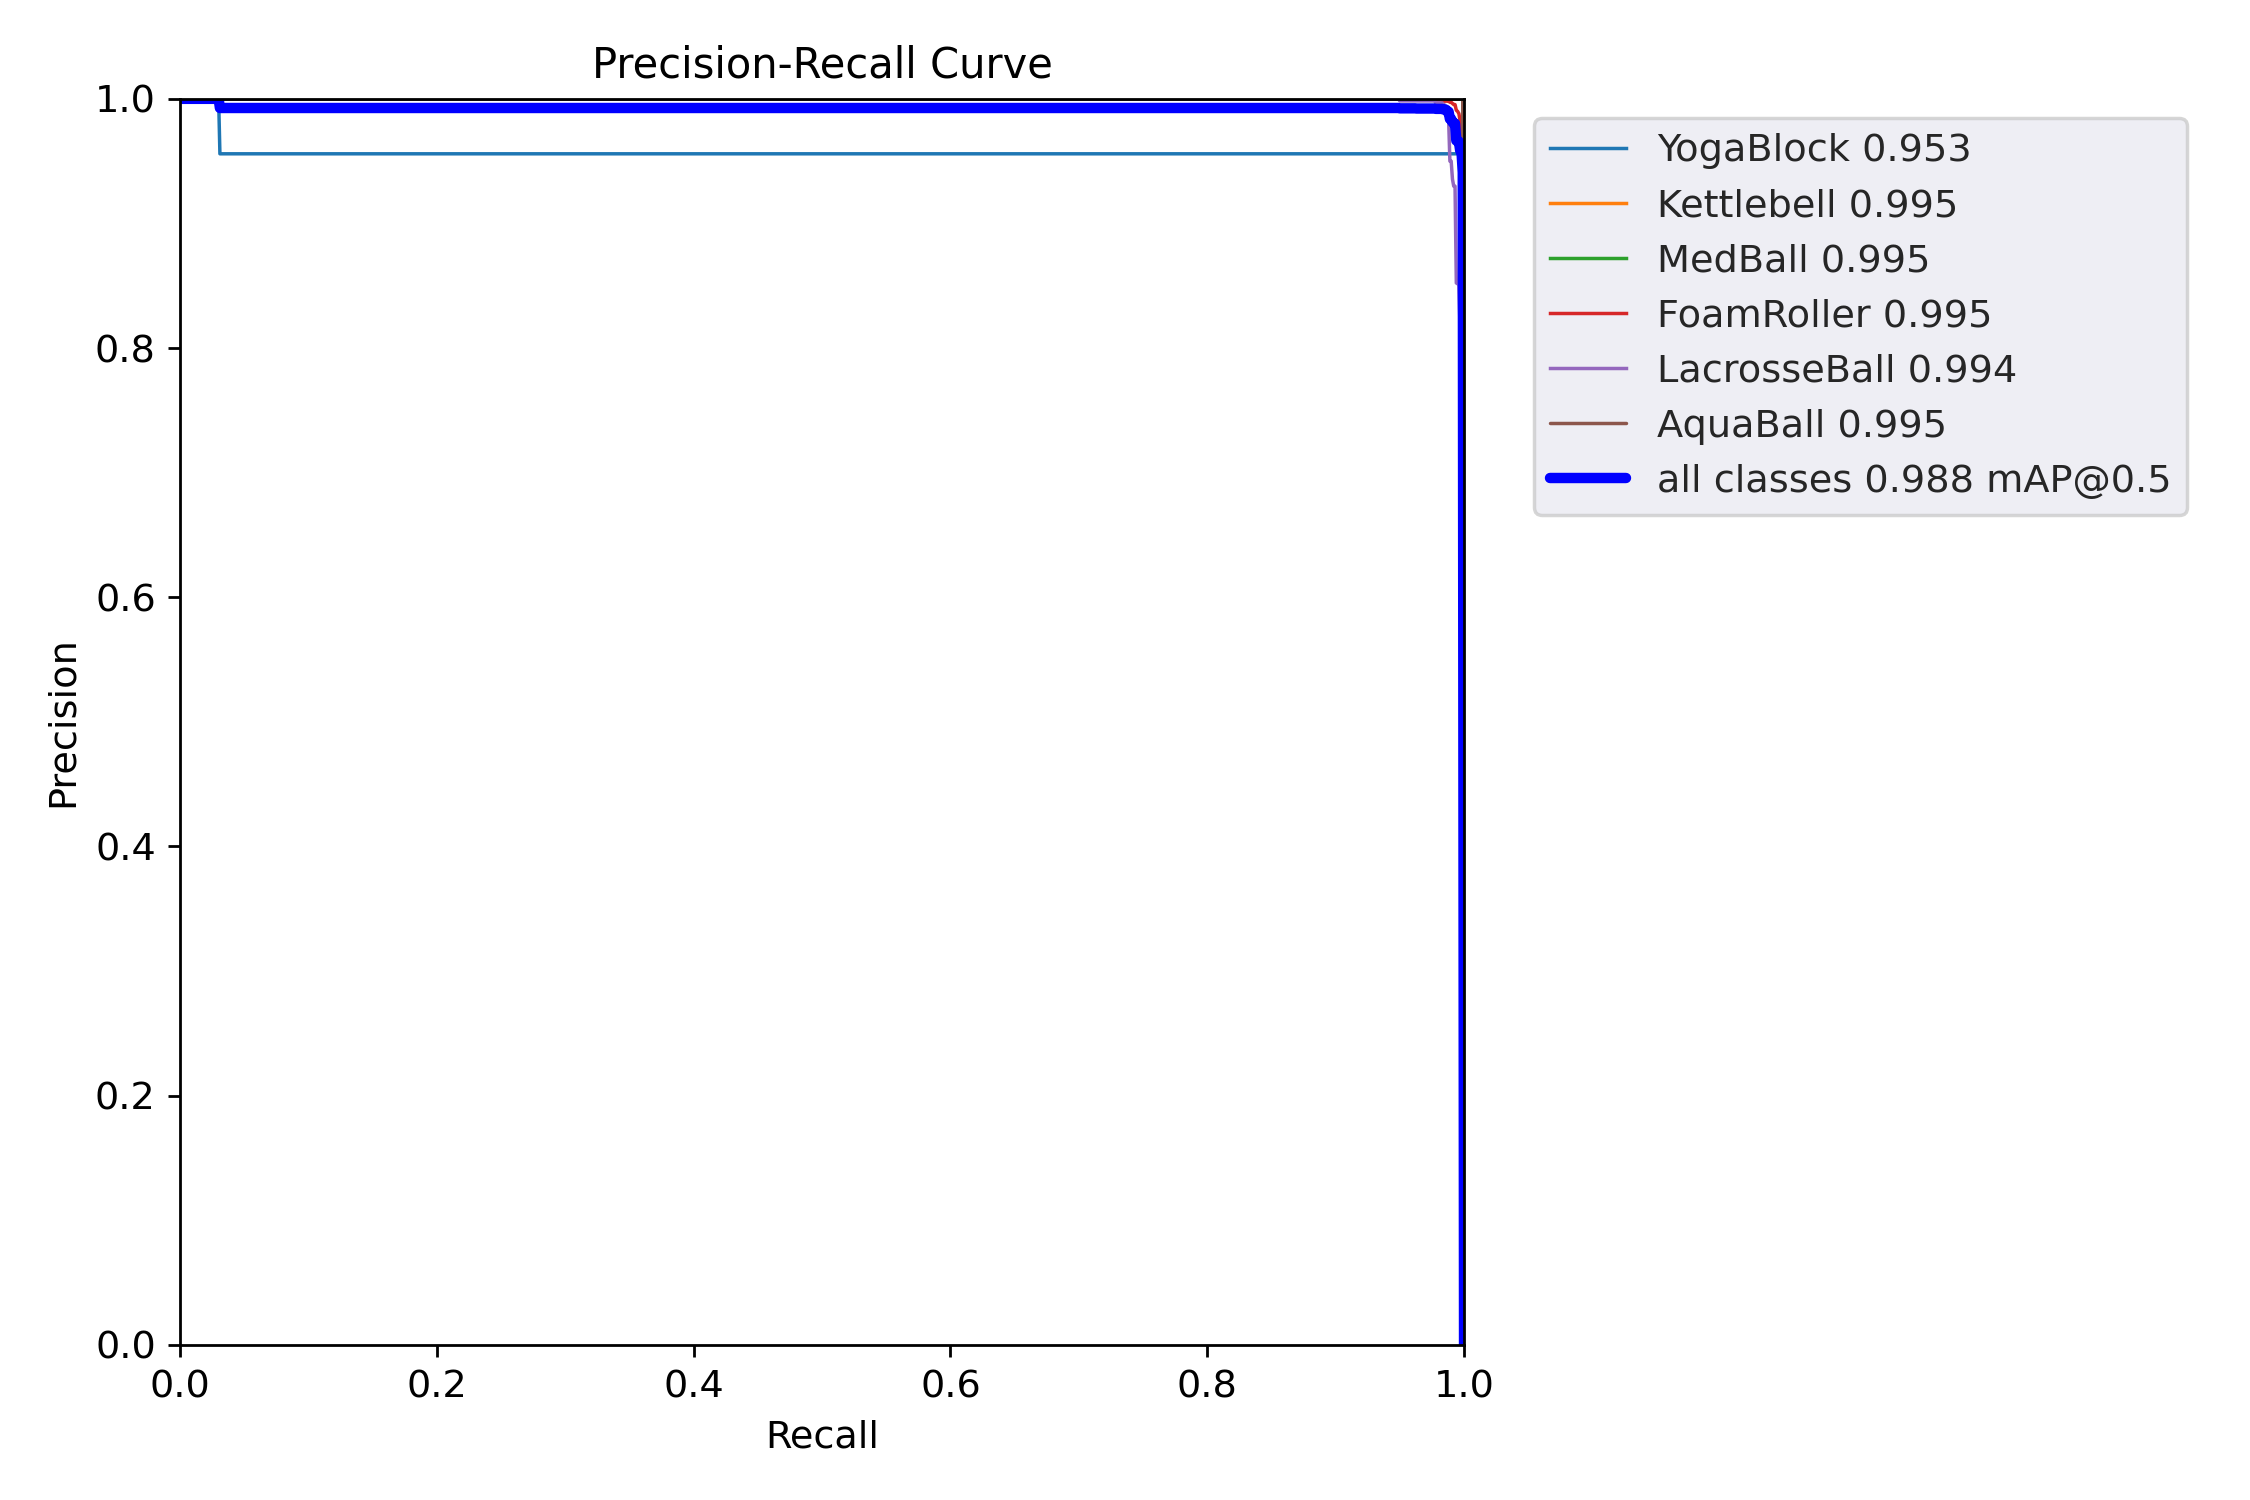 Precision-Recall Curve
1.0
0.8
0.6
0.4
0.2
0.0
Precision
0.0 0.2 0.4 0.6 0.8 1.0
Recall
YogaBlock 0.953
Kettlebell 0.995
MedBall 0.995
FoamRoller 0.995
LacrosseBall 0.994
AquaBall 0.995
all classes 0.988 mAP@0.5